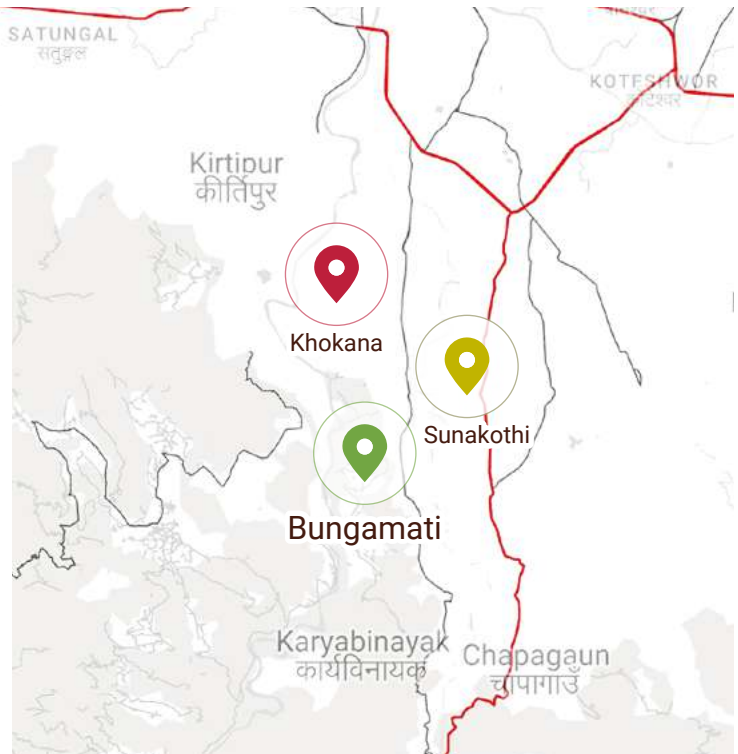 SATUNGAL
सतुङ्गल
KOTESHWOR
कोटेश्वर
Kirtipur
कीर्तिपुर
Khokana
Sunakothi
Bungamati
Karyabinayak
कार्यविनायक
Chapagaun
चापागाउँ